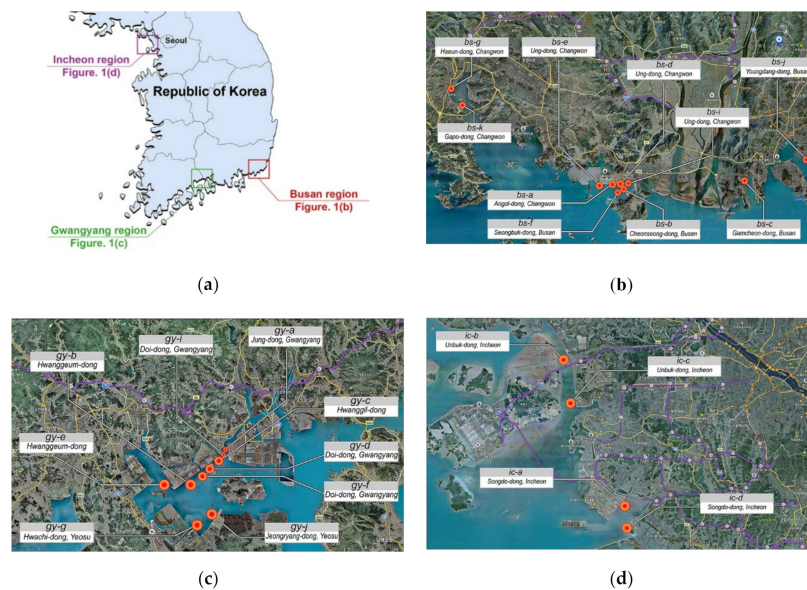 Seoul
Incheon region
Figure. 1(d)
Republic of Korea
Busan region
Figure. 1(b)
Gwangyang region
Figure. 1(c)
(a)
bs-g
Haeun-dong, Changwon
bs-e
Ung-dong, Changwon
bs-d
Ung-dong, Changwon
bs-j
Youngdang-dong, Busan
bs-k
Gapo-dong, Changwon
bs-i
Ung-dong, Changwon
bs-a
Angol-dong, Changwon
bs-f
Seongbuk-dong, Busan
bs-b
Cheonseong-dong, Busan
bs-c
Gamcheon-dong, Busan
(b)
gy-i
Doi-dong, Gwangyang
gy-a
Jung-dong, Gwangyang
gy-b
Hwanggeum-dong
gy-c
Hwanggil-dong
gy-e
Hwanggeum-dong
gy-d
Doi-dong, Gwangyang
gy-f
Doi-dong, Gwangyang
gy-g
Hwachi-dong, Yeosu
gy-j
Jeongryang-dong, Yeosu
(c)
ic-b
Unbuk-dong, Incheon
ic-c
Unbuk-dong, Incheon
ic-a
Songdo-dong, Incheon
ic-d
Songdo-dong, Incheon
(d)